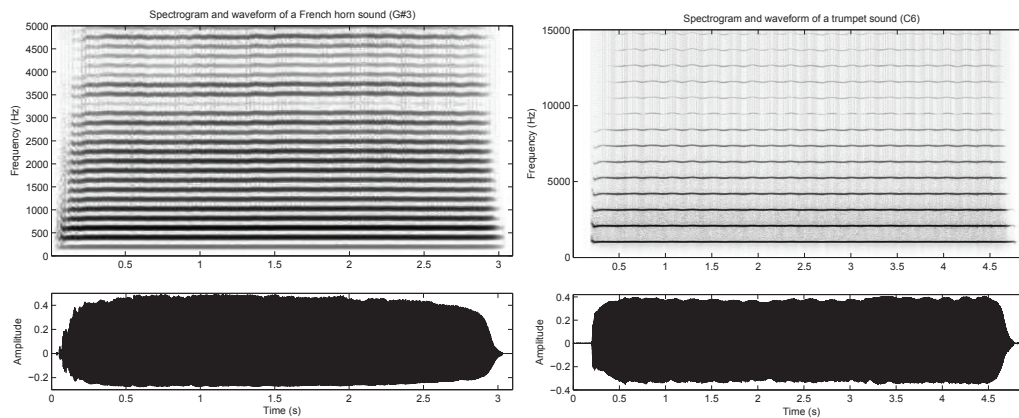 Spectrogram and waveform of a French horn sound (G#3)
5000
4500
4000
3500
3000
2500
2000
1500
1000
500
0
Frequency (Hz)
0.5 1 1.5 2 2.5 3
0.4
0.2
0
−0.2
Amplitude
0.5 1 1.5 2 2.5 3
Time (s)
Spectrogram and waveform of a trumpet sound (C6)
15000
10000
5000
0
Frequency (Hz)
0.5 1 1.5 2 2.5 3 3.5 4 4.5
0.4
0.2
0
−0.2
−0.4
Amplitude
0.5 1 1.5 2 2.5 3 3.5 4 4.5
Time (s)